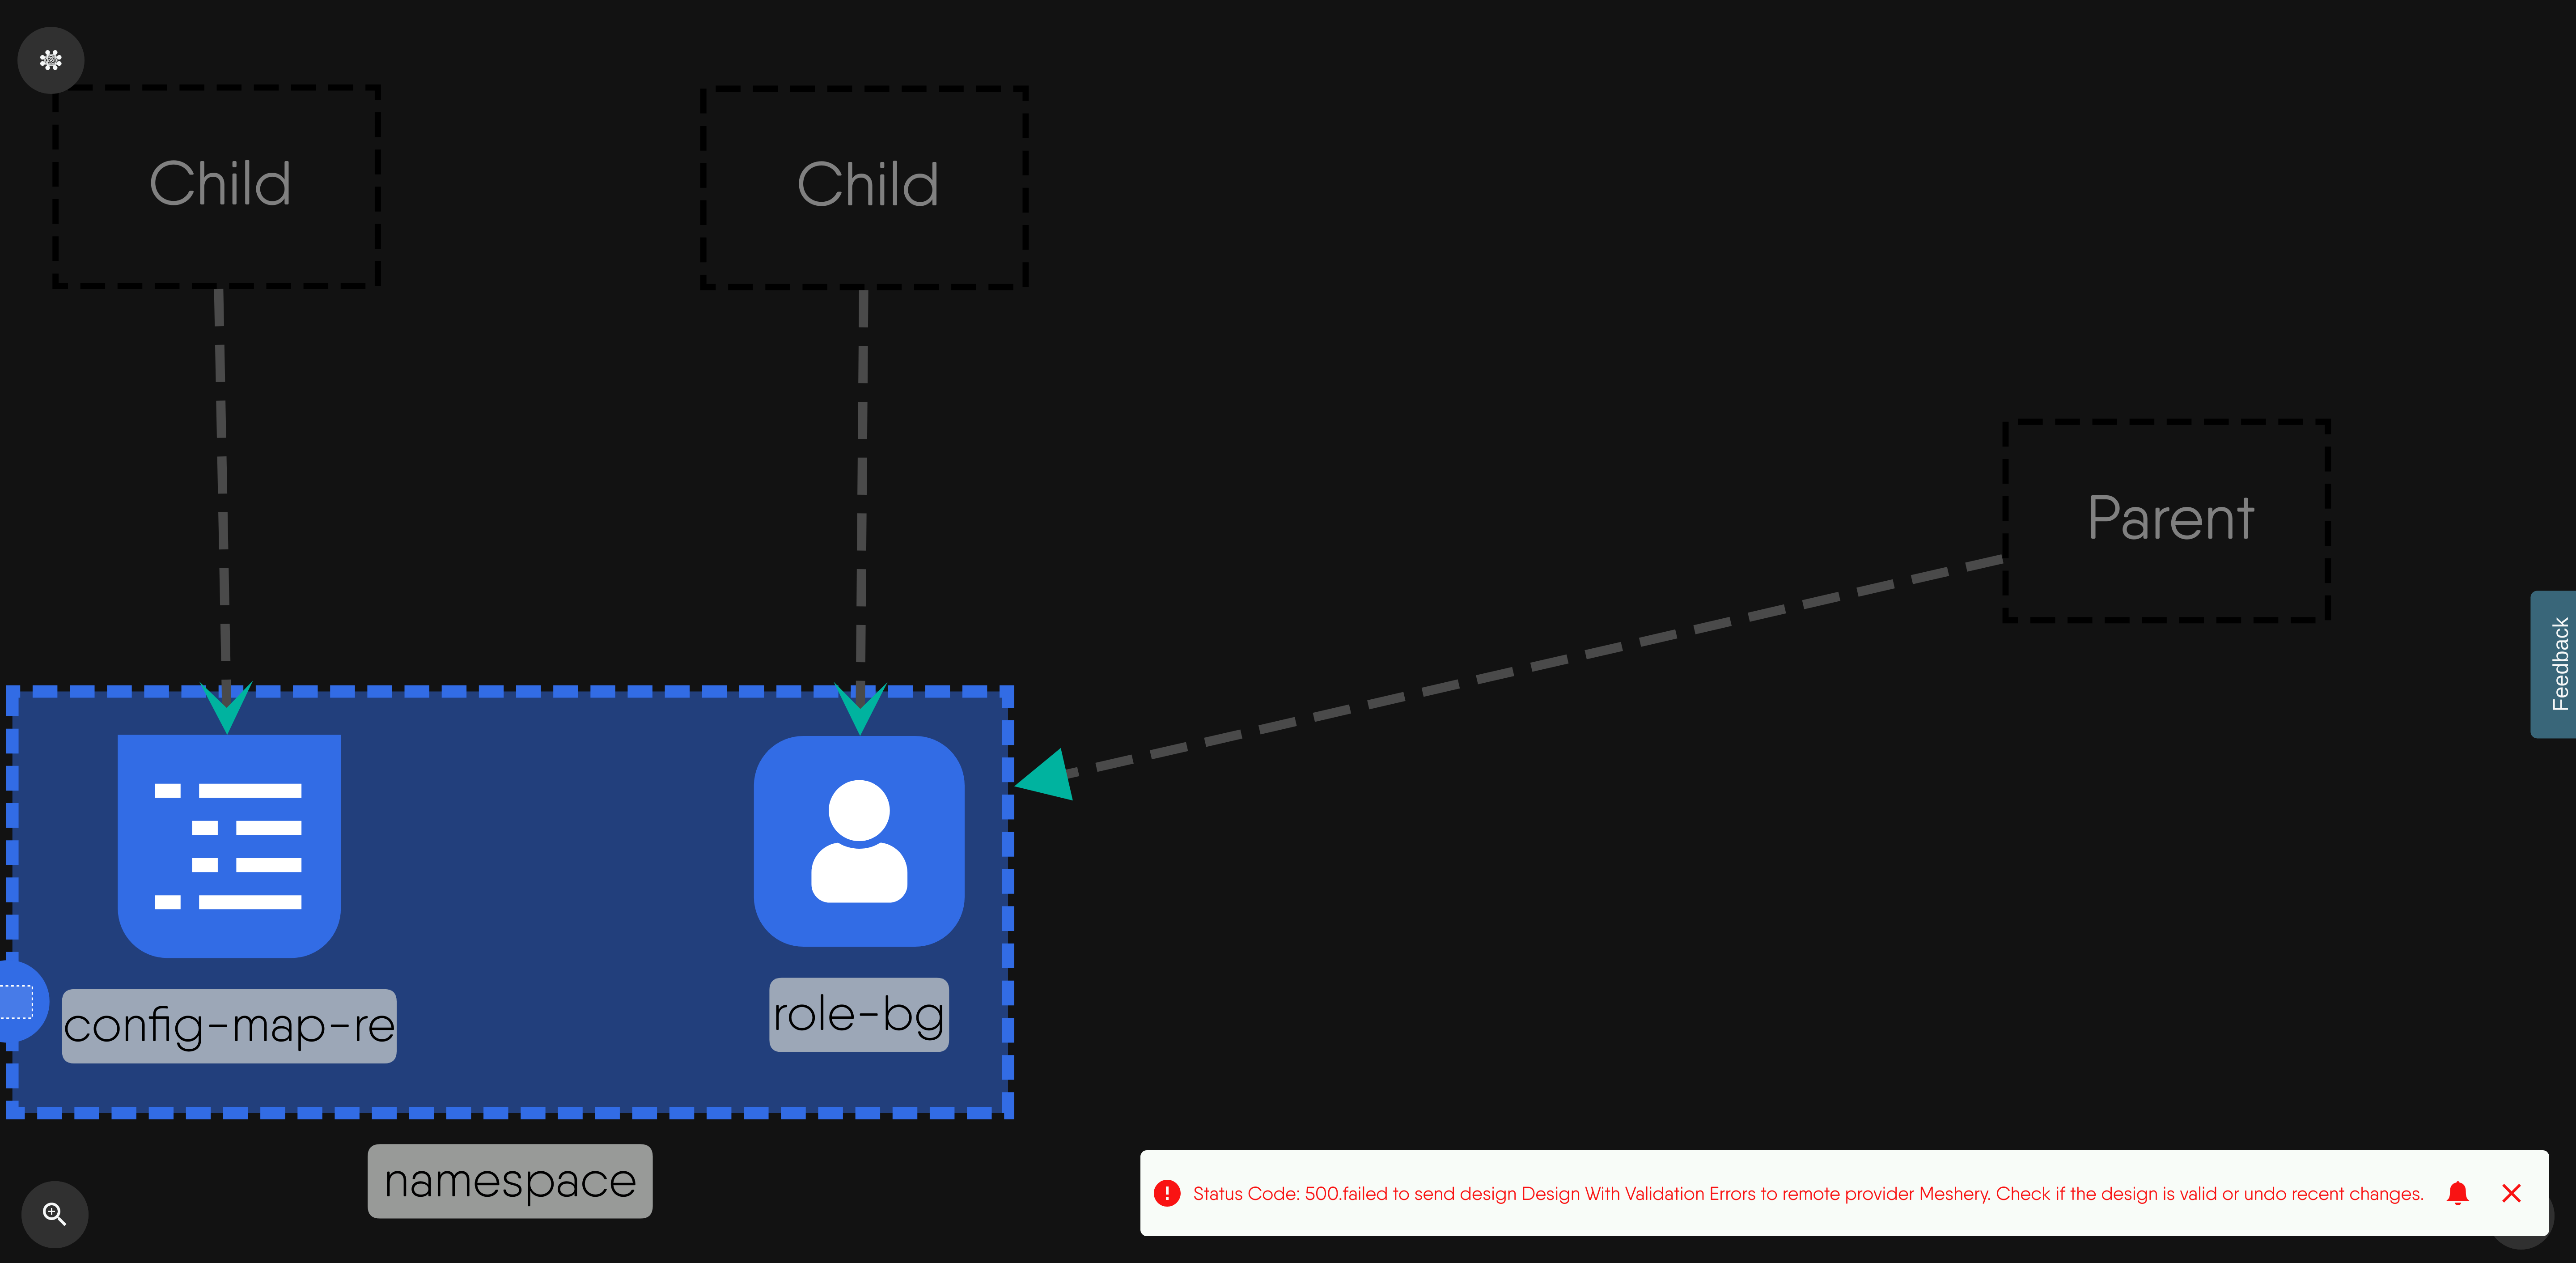 Child
Child
Parent
Feedback
config-map-re
role-bg
namespace
Status Code: 500.failed to send design Design With Validation Errors to remote provider Meshery. Check if the design is valid or undo recent changes.